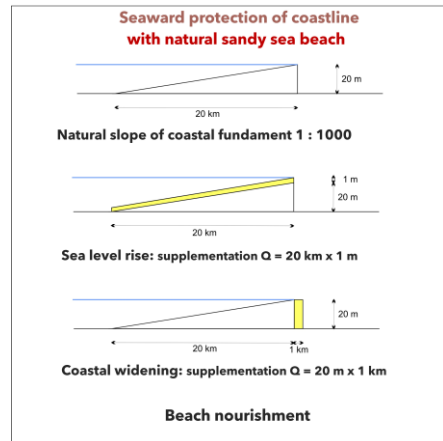 Seaward protection of coastline
with natural sandy sea beach
20 m
20 km
Natural slope of coastal fundament 1 : 1000
1 m
20 m
20 km
Sea level rise: supplementation Q = 20 km x 1 m
20 m
20 km
1 km
Coastal widening: supplementation Q = 20 m x 1 km
Beach nourishment